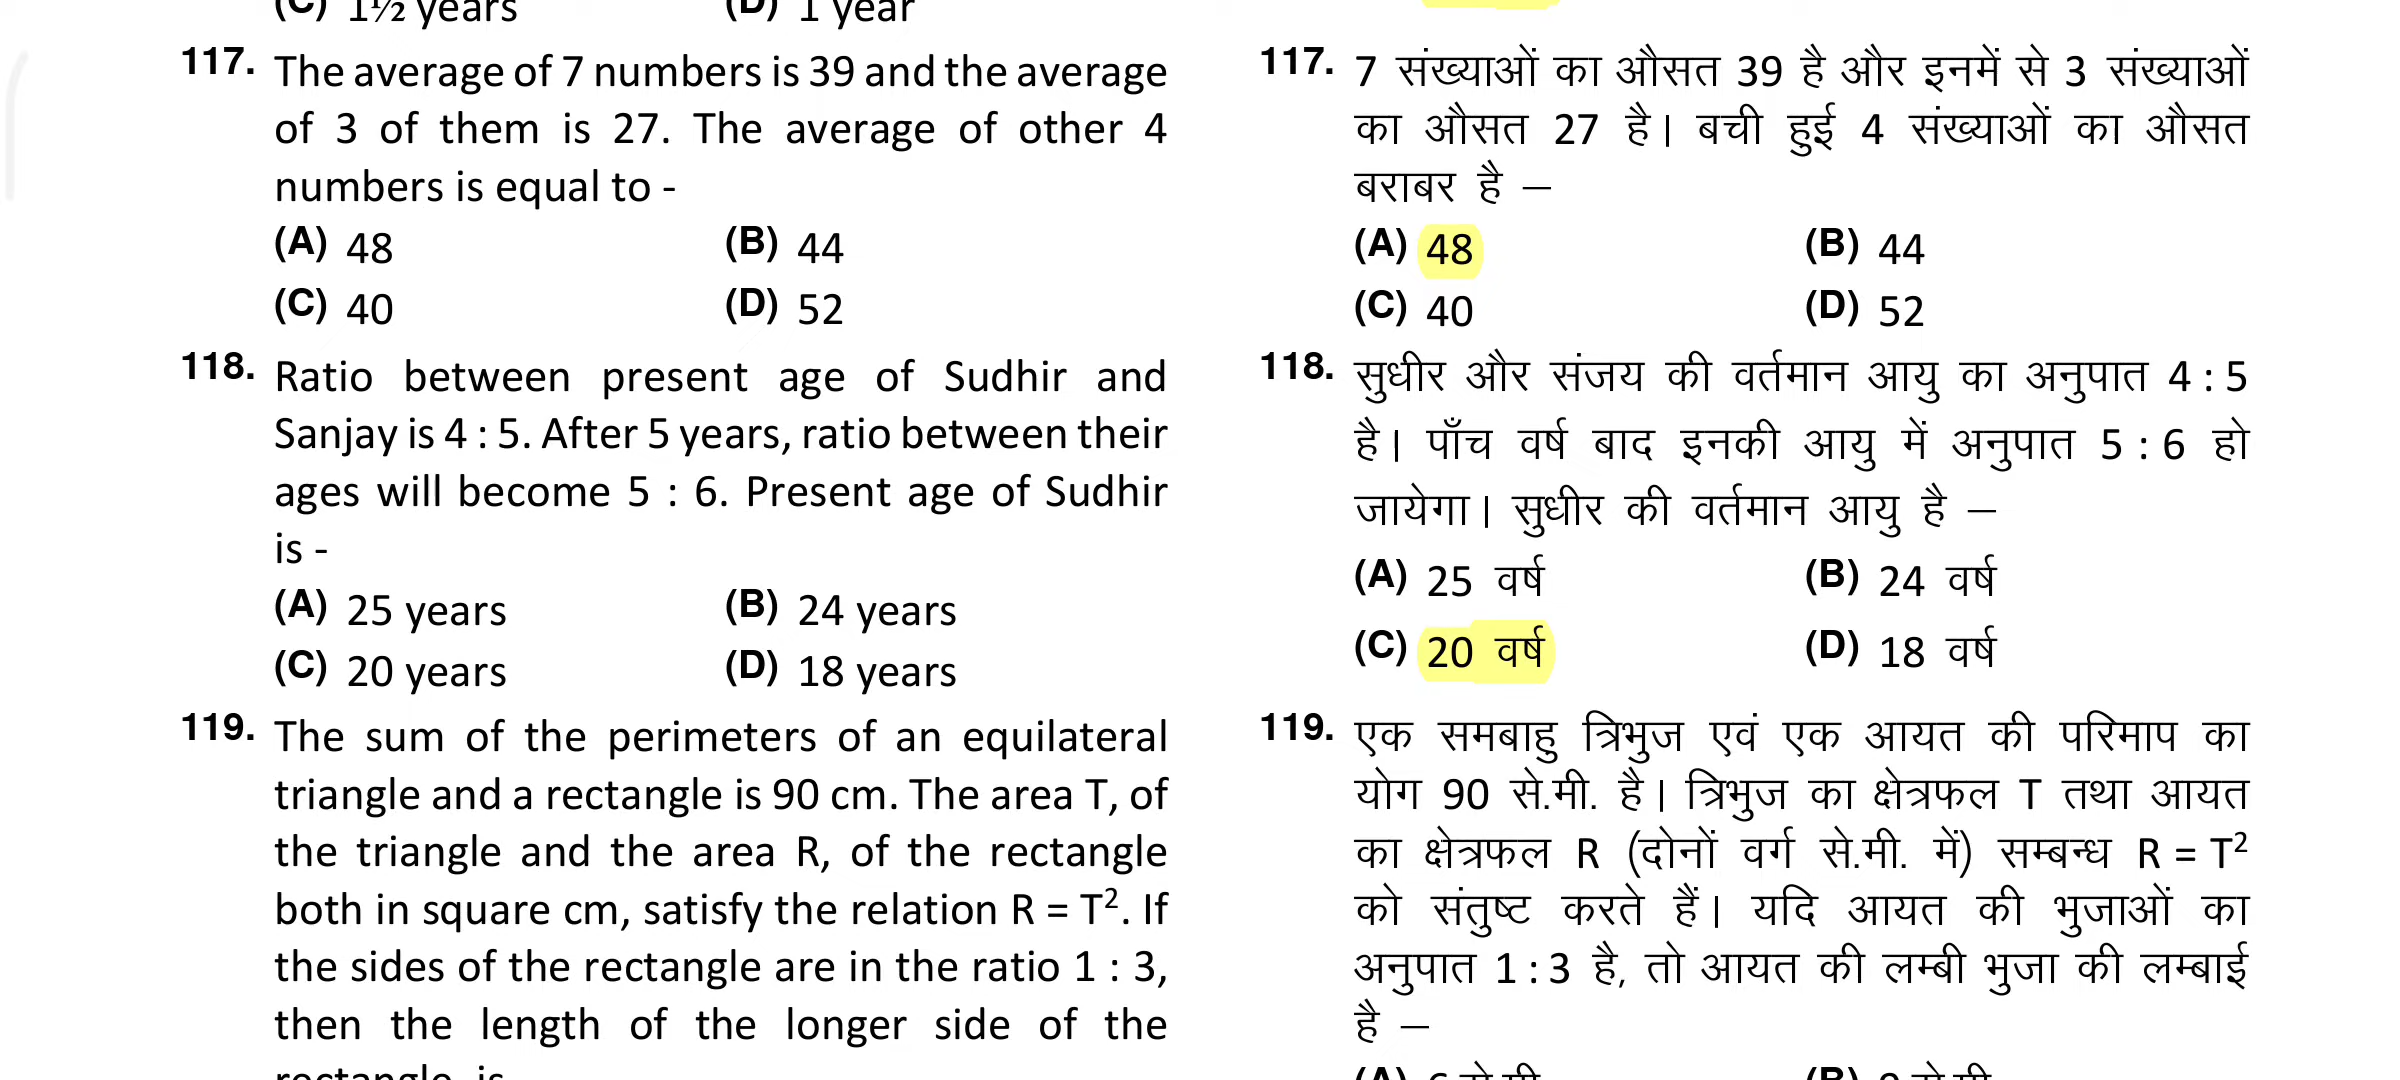 (C) 1½ years (D) 1 year
117. The average of 7 numbers is 39 and the average
of 3 of them is 27. The average of other 4
numbers is equal to -
(A) 48 (B) 44
(C) 40 (D) 52
118. Ratio between present age of Sudhir and
Sanjay is 4 : 5. After 5 years, ratio between their
ages will become 5 : 6. Present age of Sudhir
is -
(A) 25 years (B) 24 years
(C) 20 years (D) 18 years
119. The sum of the perimeters of an equilateral
triangle and a rectangle is 90 cm. The area T, of
the triangle and the area R, of the rectangle
both in square cm, satisfy the relation R = T². If
the sides of the rectangle are in the ratio 1 : 3,
then the length of the longer side of the
rectangle is
117. 7 संख्याओं का औसत 39 है और इनमें से 3 संख्याओं
का औसत 27 है। बची हुई 4 संख्याओं का औसत
बराबर है –
(A) 48 (B) 44
(C) 40 (D) 52
118. सुधीर और संजय की वर्तमान आयु का अनुपात 4 : 5
है। पाँच वर्ष बाद इनकी आयु में अनुपात 5 : 6 हो
जायेगा। सुधीर की वर्तमान आयु है –
(A) 25 वर्ष (B) 24 वर्ष
(C) 20 वर्ष (D) 18 वर्ष
119. एक समबाहु त्रिभुज एवं एक आयत की परिमाप का
योग 90 से.मी. है। त्रिभुज का क्षेत्रफल T तथा आयत
का क्षेत्रफल R (दोनों वर्ग से.मी. में) सम्बन्ध R = T²
को संतुष्ट करते हैं। यदि आयत की भुजाओं का
अनुपात 1 : 3 है, तो आयत की लम्बी भुजा की लम्बाई
है –